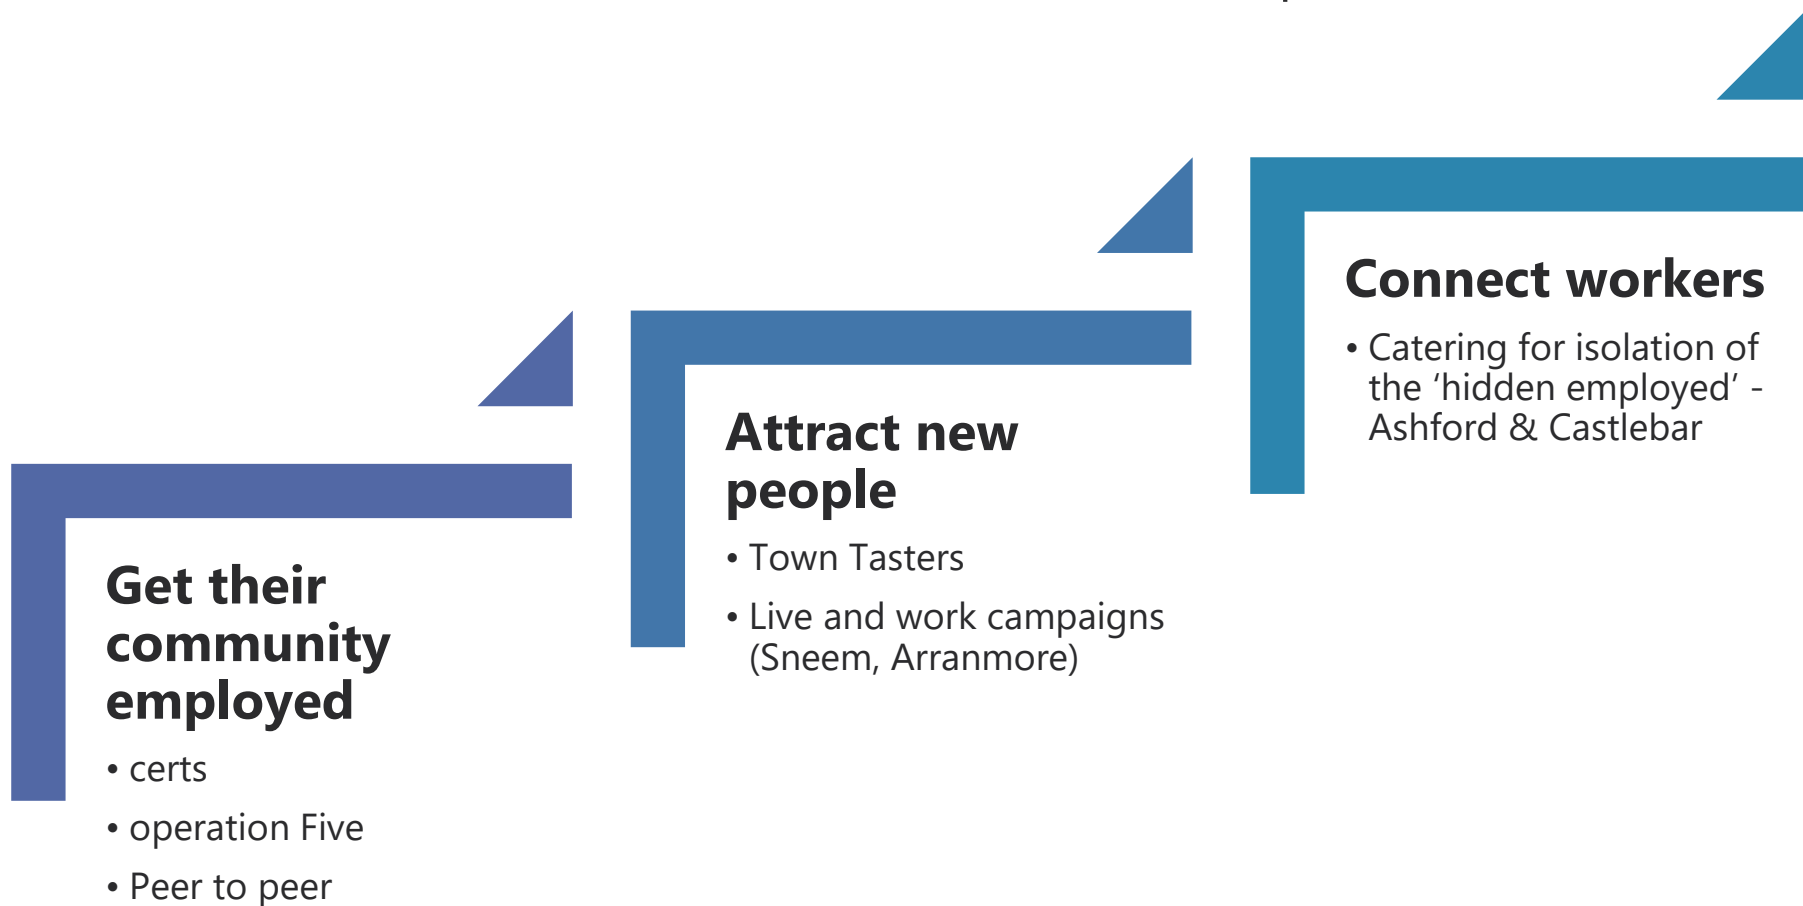 Get their
community
employed
• certs
• operation Five
• Peer to peer
Attract new
people
• Town Tasters
• Live and work campaigns
(Sneem, Arranmore)
Connect workers
• Catering for isolation of
the ‘hidden employed’ -
Ashford & Castlebar